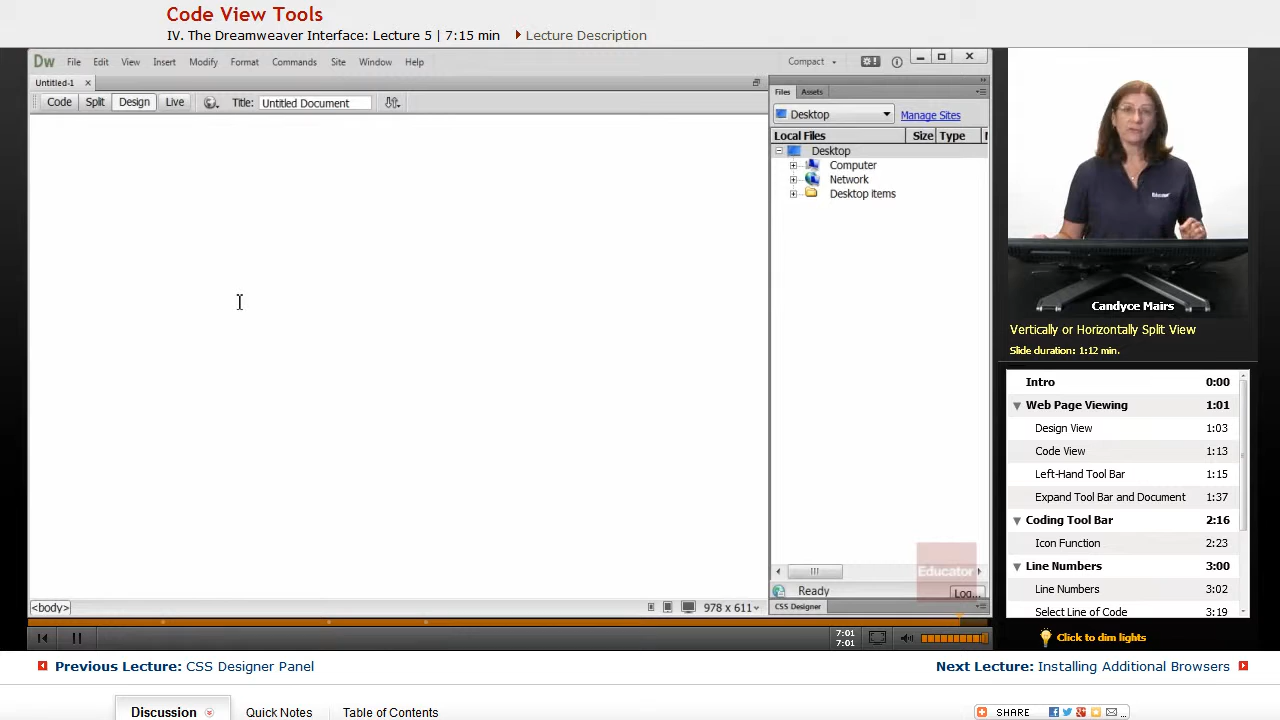 Code View Tools
IV. The Dreamweaver Interface: Lecture 5 | 7:15 min
Lecture Description
Dw File Edit View Insert Modify Format Commands Site Window Help
Compact
Untitled-1
Code Split Design Live Title: Untitled Document
Files Assets
Desktop Manage Sites
Local Files Size Type
Desktop
Computer
Network
Desktop items
Educator
Ready Log...
<body> 978 x 611
CSS Designer
Educator
Candyce Mairs
Vertically or Horizontally Split View
Slide duration: 1:12 min.
Intro 0:00
Web Page Viewing 1:01
Design View 1:03
Code View 1:13
Left-Hand Tool Bar 1:15
Expand Tool Bar and Document 1:37
Coding Tool Bar 2:16
Icon Function 2:23
Line Numbers 3:00
Line Numbers 3:02
Select Line of Code 3:19
7:01
7:01
Click to dim lights
Previous Lecture: CSS Designer Panel
Next Lecture: Installing Additional Browsers
Discussion Quick Notes Table of Contents
SHARE